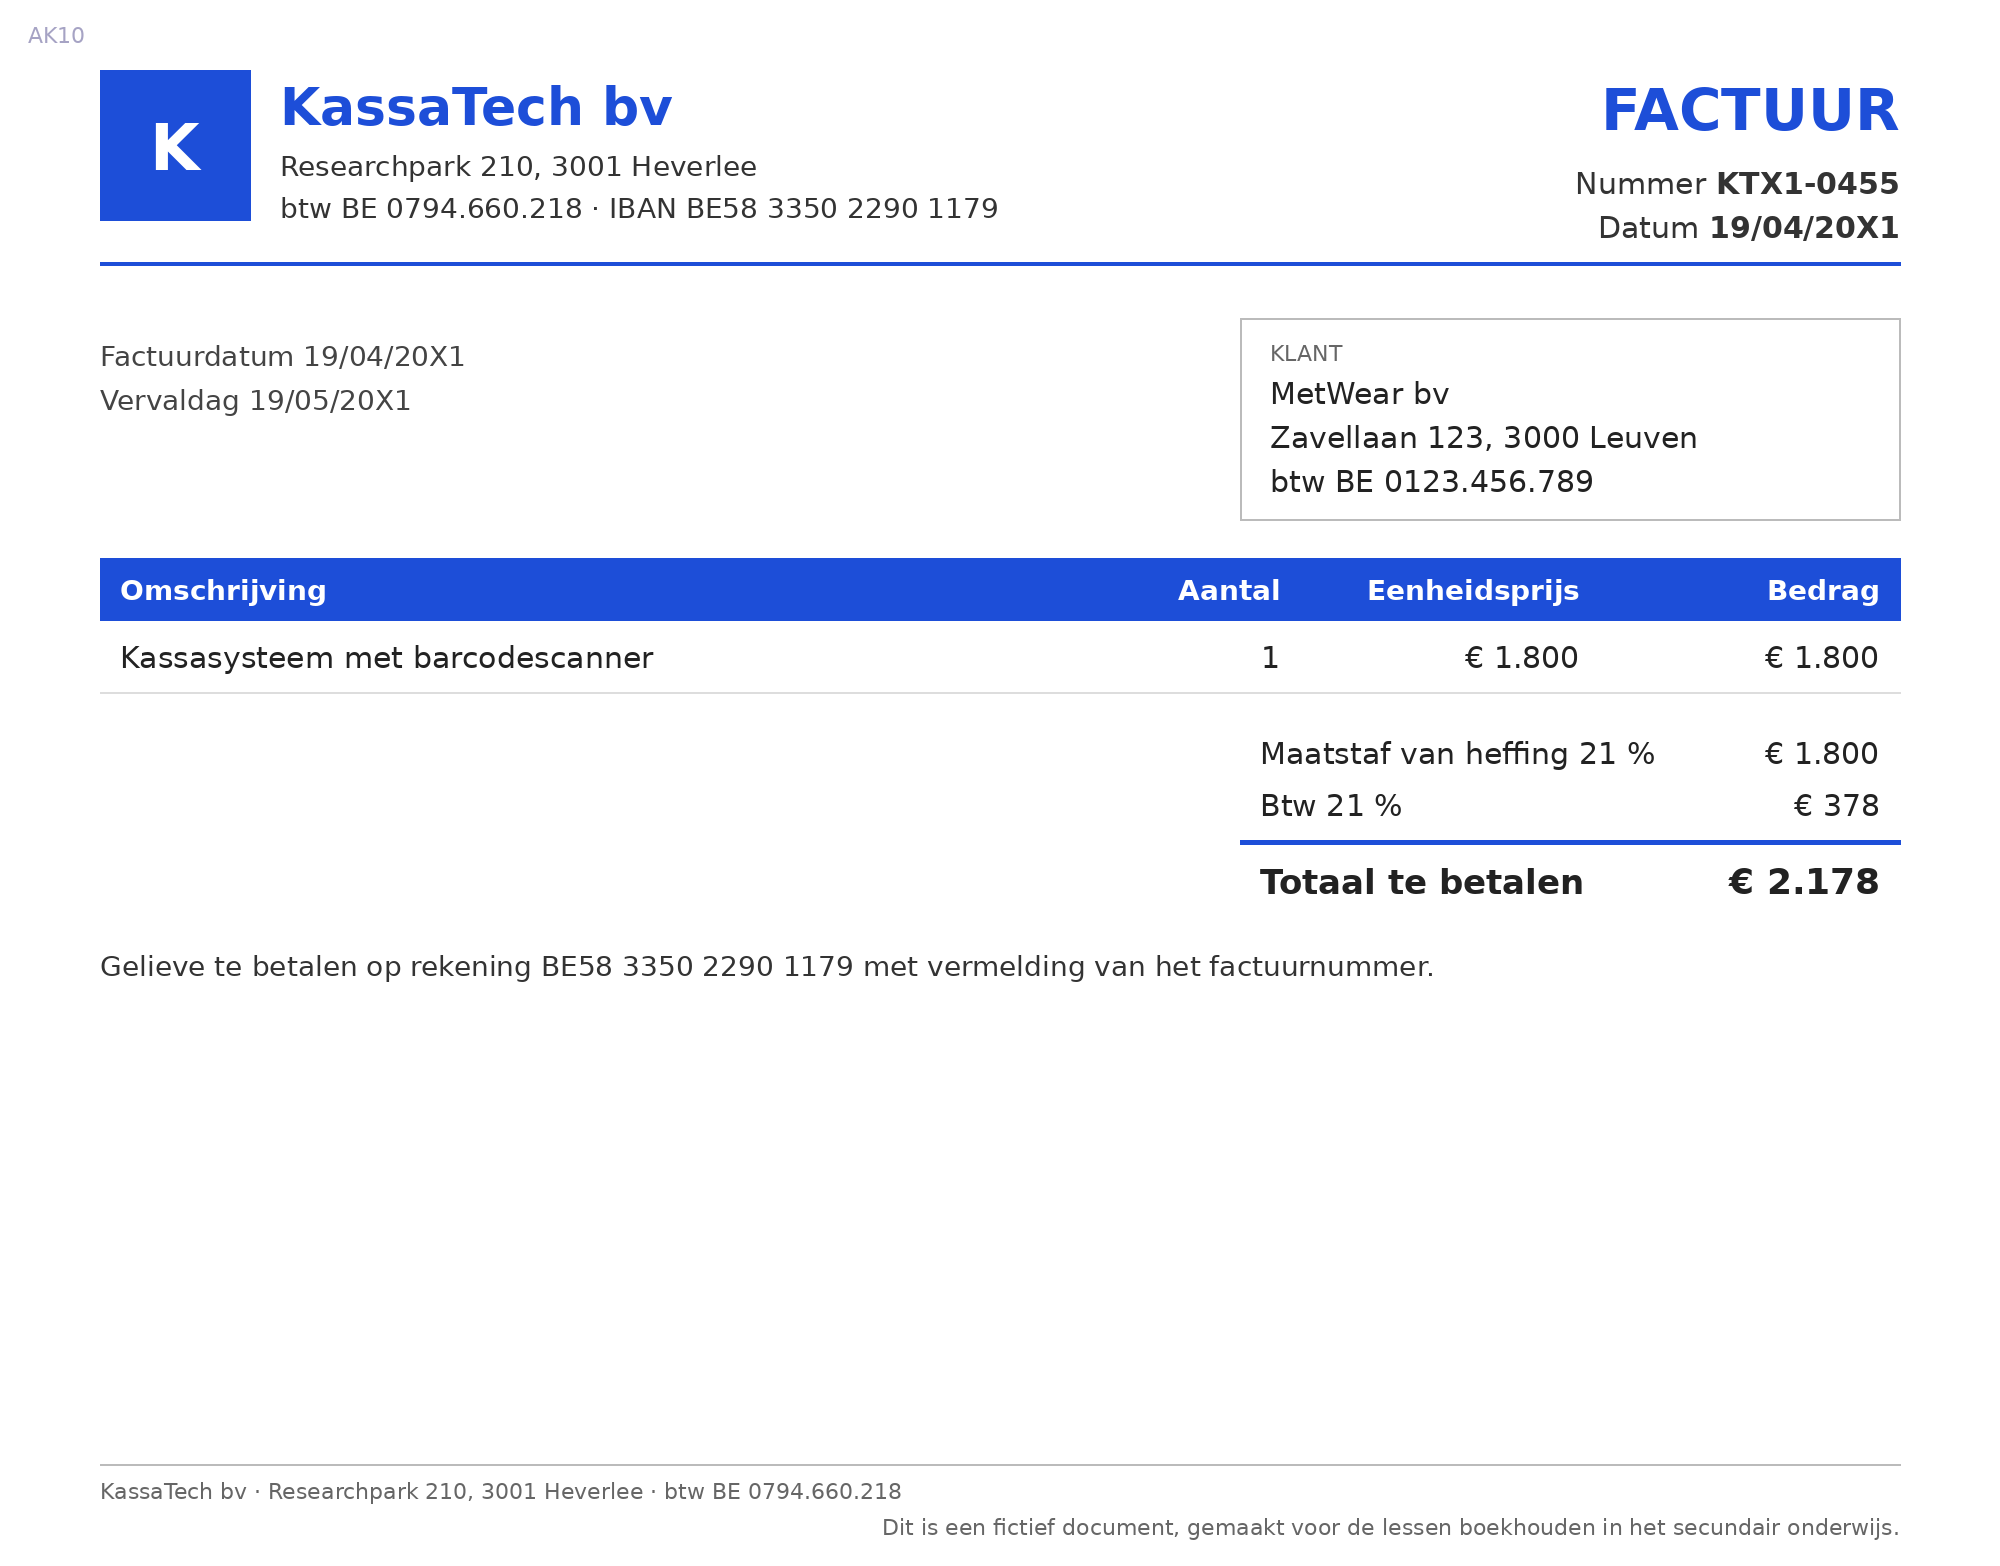 AK10
K
KassaTech bv
Researchpark 210, 3001 Heverlee
btw BE 0794.660.218 · IBAN BE58 3350 2290 1179
FACTUUR
Nummer KTX1-0455
Datum 19/04/20X1
Factuurdatum 19/04/20X1
Vervaldag 19/05/20X1
KLANT
MetWear bv
Zavellaan 123, 3000 Leuven
btw BE 0123.456.789
Omschrijving Aantal Eenheidsprijs Bedrag
Kassasysteem met barcodescanner 1 € 1.800 € 1.800
Maatstaf van heffing 21 % € 1.800
Btw 21 % € 378
Totaal te betalen € 2.178
Gelieve te betalen op rekening BE58 3350 2290 1179 met vermelding van het factuurnummer.
KassaTech bv · Researchpark 210, 3001 Heverlee · btw BE 0794.660.218
Dit is een fictief document, gemaakt voor de lessen boekhouden in het secundair onderwijs.